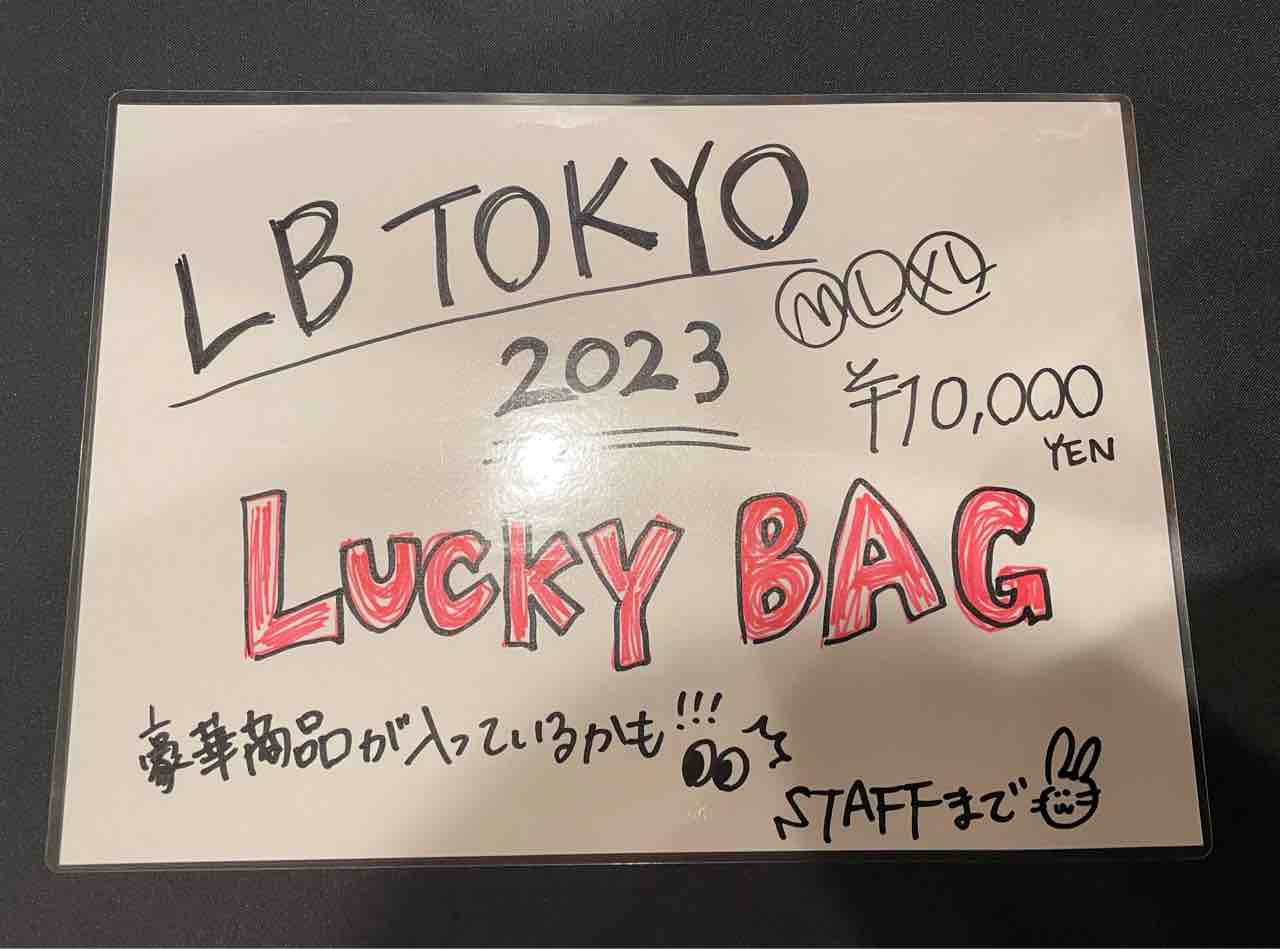 LB TOKYO
2023
M L XL
¥10,000
YEN
LUCKY BAG
豪華商品が入っているかも!!!
STAFFまで